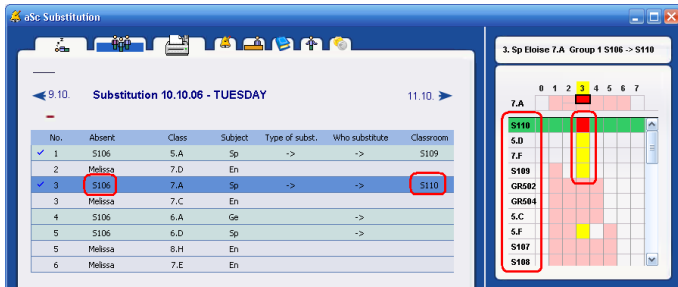 aSc Substitution
9.10. Substitution 10.10.06 - TUESDAY 11.10.
No. Absent Class Subject Type of subst. Who substitute Classroom
1 S106 5.A Sp -> -> S109
2 Melissa 7.D En
3 S106 7.A Sp -> -> S110
3 Melissa 7.C En
4 S106 6.A Ge ->
5 S106 6.D Sp ->
5 Melissa 8.H En
6 Melissa 7.E En
3. Sp Eloise 7.A Group 1 S106 -> S110
0 1 2 3 4 5 6 7
7.A
S110
5.D
7.F
S109
GR502
GR504
5.C
5.F
S107
S108